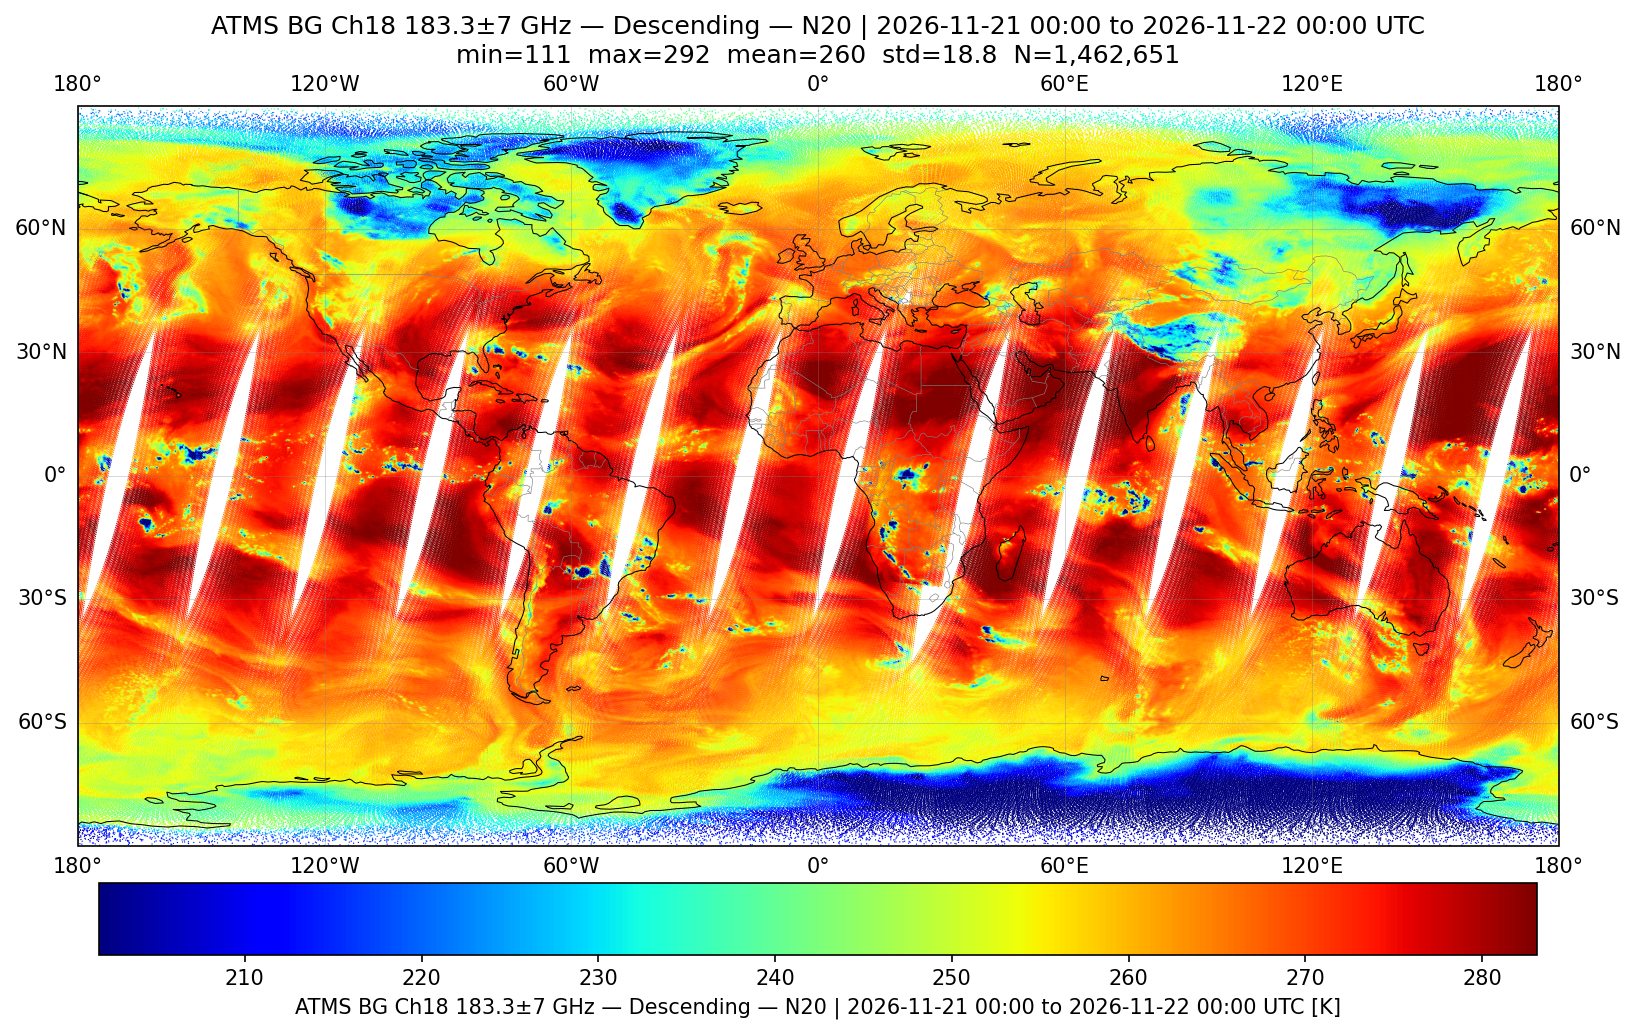 ATMS BG Ch18 183.3±7 GHz — Descending — N20 | 2026-11-21 00:00 to 2026-11-22 00:00 UTC
min=111  max=292  mean=260  std=18.8  N=1,462,651
180° 120°W 60°W 0° 60°E 120°E 180°
60°N 60°N
30°N 30°N
0° 0°
30°S 30°S
60°S 60°S
180° 120°W 60°W 0° 60°E 120°E 180°
210 220 230 240 250 260 270 280
ATMS BG Ch18 183.3±7 GHz — Descending — N20 | 2026-11-21 00:00 to 2026-11-22 00:00 UTC [K]